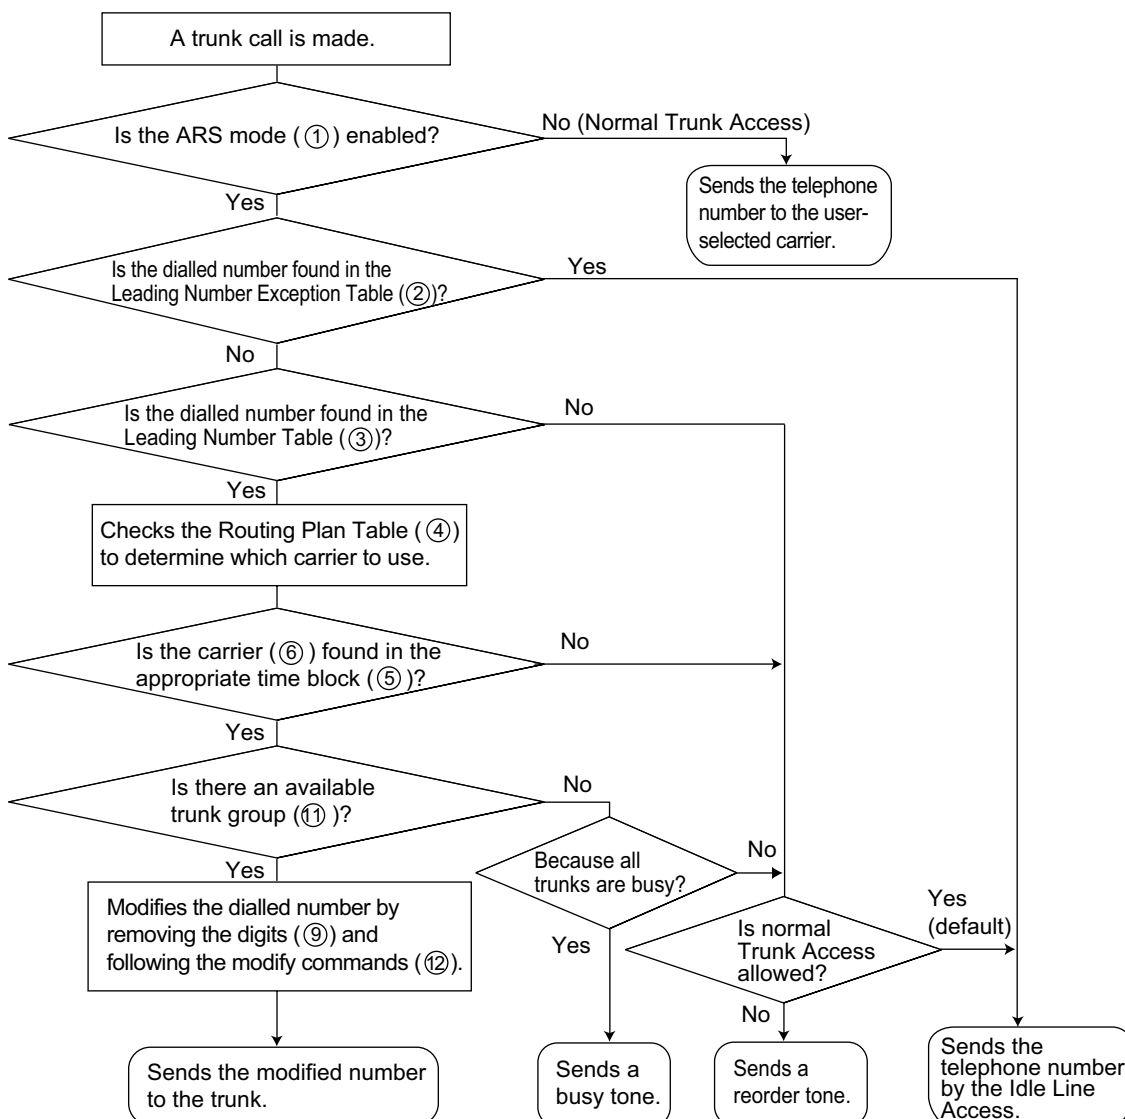 A trunk call is made.
Is the ARS mode (①) enabled?
No (Normal Trunk Access)
Sends the telephone
number to the user-
selected carrier.
Yes
Is the dialled number found in the
Leading Number Exception Table (②)?
Yes
No
Is the dialled number found in the
Leading Number Table (③)?
No
Yes
Checks the Routing Plan Table (④)
to determine which carrier to use.
Is the carrier (⑥) found in the
appropriate time block (⑤)?
No
Yes
Is there an available
trunk group (⑪)?
No
Yes
Because all
trunks are busy?
No
Yes
Modifies the dialled number by
removing the digits (⑨) and
following the modify commands (⑫).
Is normal
Trunk Access
allowed?
Yes
(default)
No
Sends the modified number
to the trunk.
Sends a
busy tone.
Sends a
reorder tone.
Sends the
telephone number
by the Idle Line
Access.